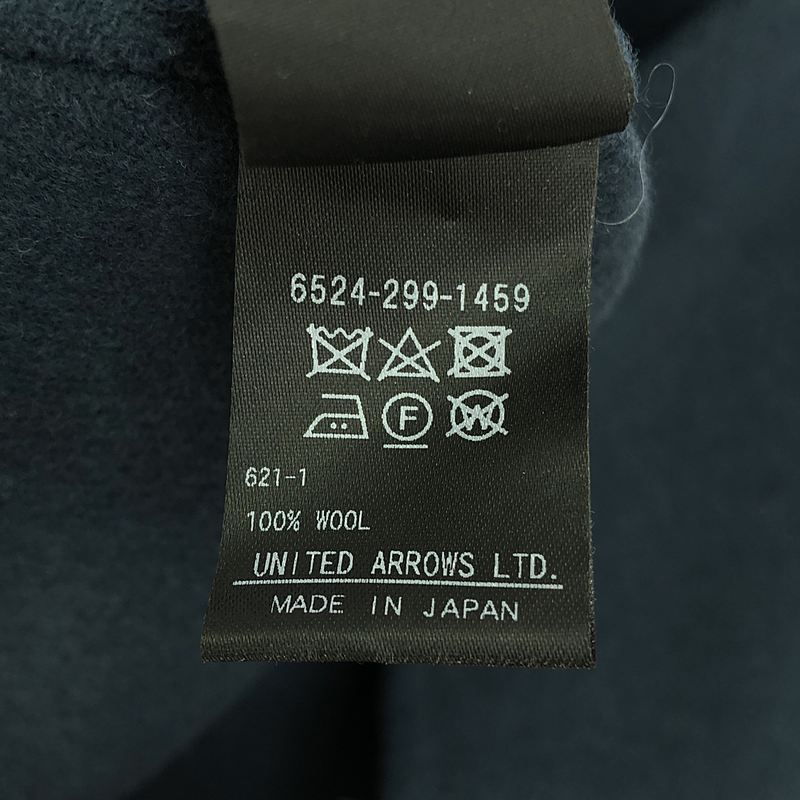 6524-299-1459
F W
621-1
100% WOOL
UNITED ARROWS LTD.
MADE IN JAPAN